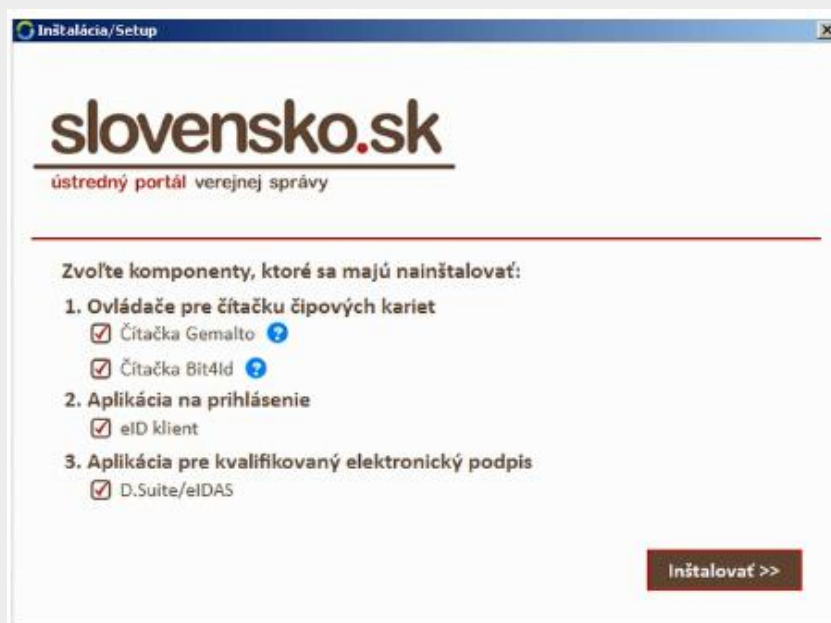 Inštalácia/Setup
slovensko.sk
ústredný portál verejnej správy
Zvoľte komponenty, ktoré sa majú nainštalovať:
1. Ovládače pre čítačku čipových kariet
Čítačka Gemalto ?
Čítačka Bit4Id ?
2. Aplikácia na prihlásenie
eID klient
3. Aplikácia pre kvalifikovaný elektronický podpis
D.Suite/eIDAS
Inštalovať >>